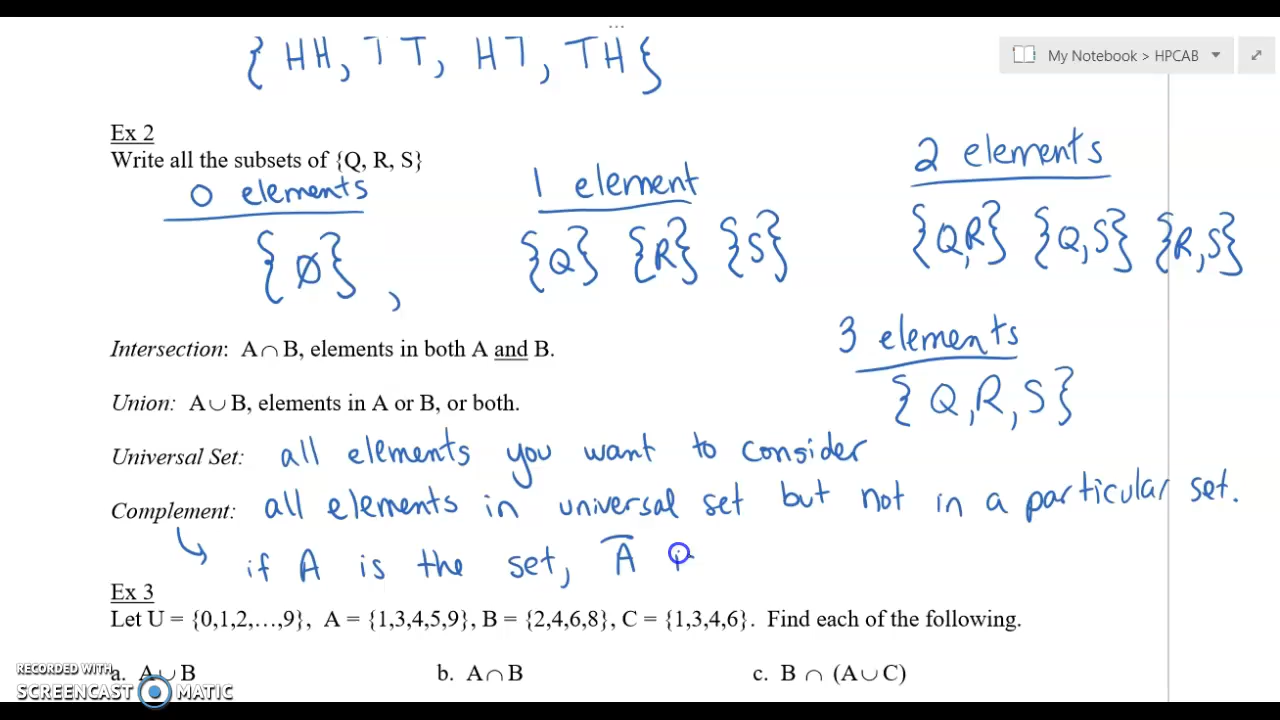 { HH, TT, HT, TH }
My Notebook > HPCAB
Ex 2
Write all the subsets of {Q, R, S}
0 elements
{ Ø } ,
1 element
{Q} {R} {S}
2 elements
{Q,R} {Q,S} {R,S}
3 elements
{ Q, R, S }
Intersection: A ∩ B, elements in both A and B.
Union: A ∪ B, elements in A or B, or both.
Universal Set: all elements you want to consider
Complement: all elements in universal set but not in a particular set.
if A is the set, A̅ i
Ex 3
Let U = {0,1,2,…,9}, A = {1,3,4,5,9}, B = {2,4,6,8}, C = {1,3,4,6}. Find each of the following.
a. A ∪ B b. A ∩ B c. B ∩ (A ∪ C)
RECORDED WITH
SCREENCAST MATIC